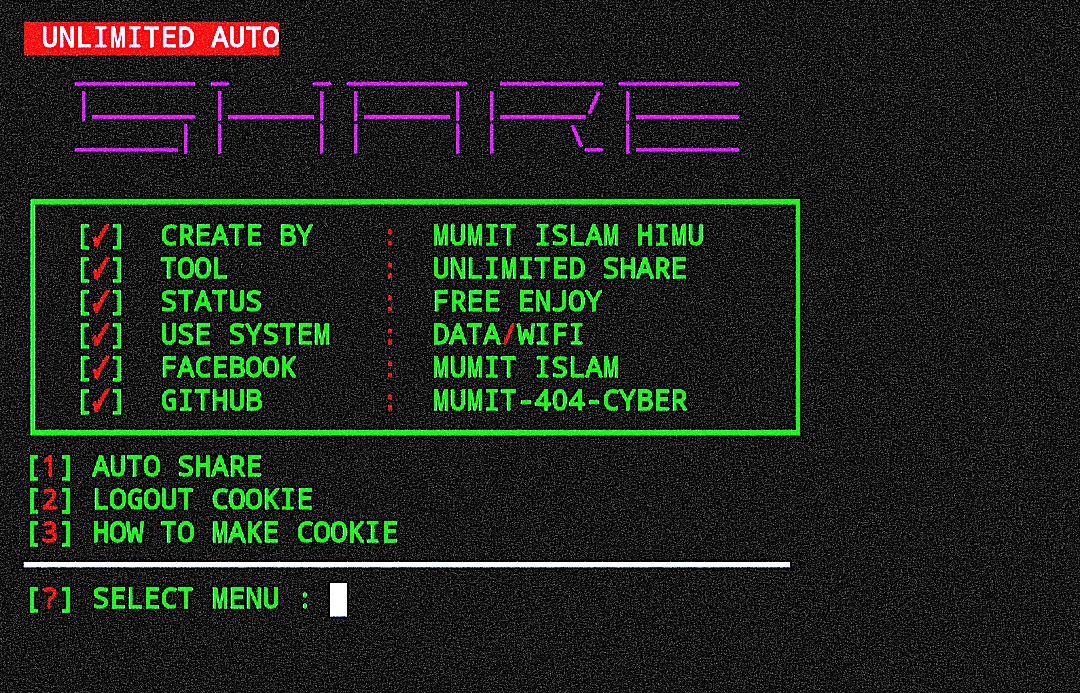 UNLIMITED AUTO
SHARE
[✓] CREATE BY : MUMIT ISLAM HIMU
[✓] TOOL : UNLIMITED SHARE
[✓] STATUS : FREE ENJOY
[✓] USE SYSTEM : DATA/WIFI
[✓] FACEBOOK : MUMIT ISLAM
[✓] GITHUB : MUMIT-404-CYBER
[1] AUTO SHARE
[2] LOGOUT COOKIE
[3] HOW TO MAKE COOKIE
[?] SELECT MENU :